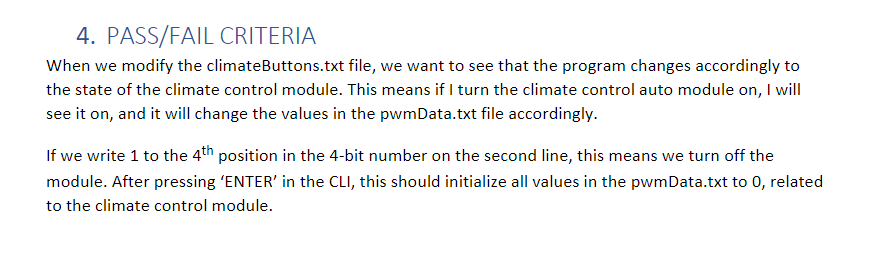 4. PASS/FAIL CRITERIA
When we modify the climateButtons.txt file, we want to see that the program changes accordingly to
the state of the climate control module. This means if I turn the climate control auto module on, I will
see it on, and it will change the values in the pwmData.txt file accordingly.
If we write 1 to the 4th position in the 4-bit number on the second line, this means we turn off the
module. After pressing ‘ENTER’ in the CLI, this should initialize all values in the pwmData.txt to 0, related
to the climate control module.